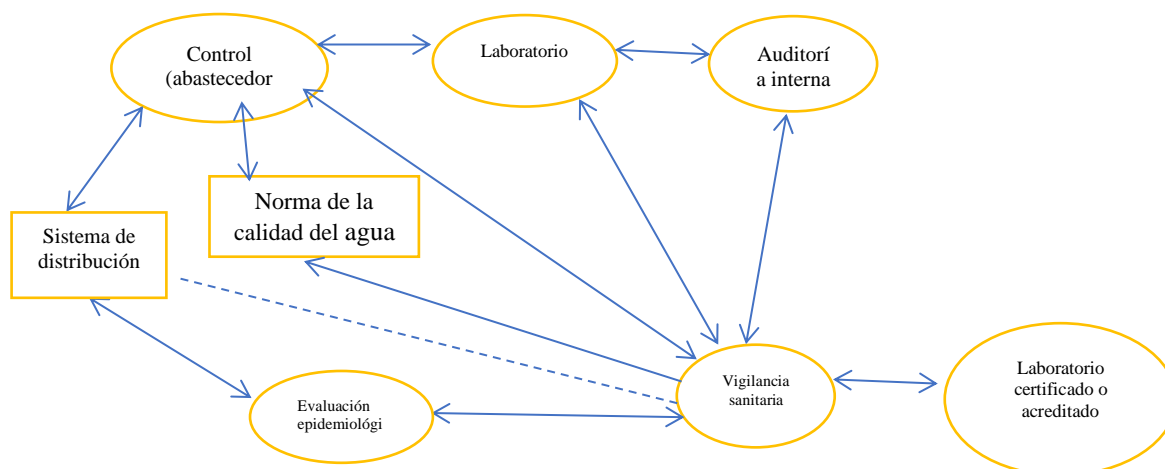 Control
(abastecedor
Laboratorio
Auditorí
a interna
Norma de la
calidad del agua
Sistema de
distribución
Evaluación
epidemiológi
Vigilancia
sanitaria
Laboratorio
certificado o
acreditado